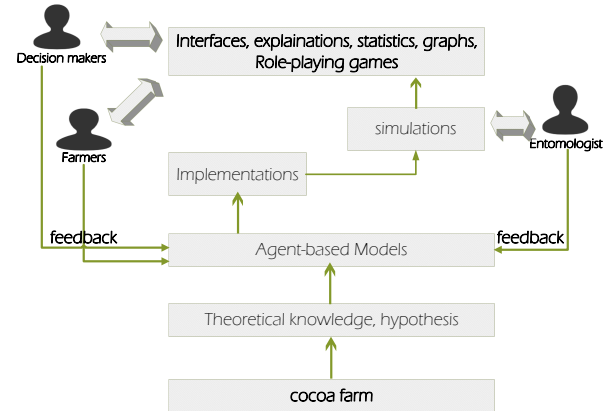 Decision makers
Interfaces, explainations, statistics, graphs,
Role-playing games
Farmers
simulations
Entomologist
Implementations
feedback
feedback
Agent-based Models
Theoretical knowledge, hypothesis
cocoa farm